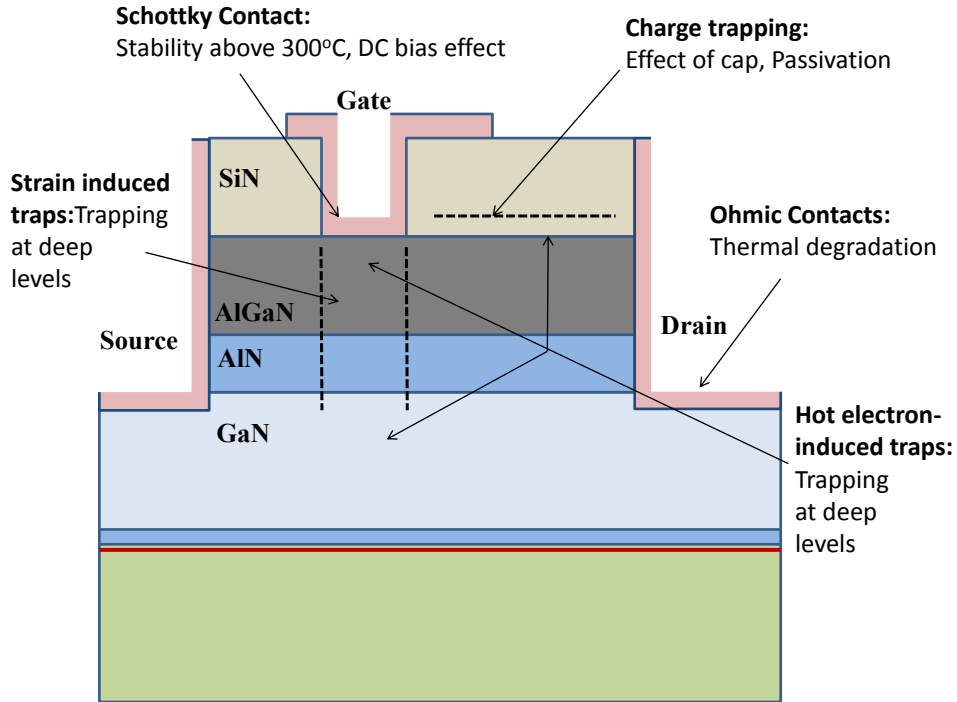 Schottky Contact:
Stability above 300°C, DC bias effect
Charge trapping:
Effect of cap, Passivation
Gate
SiN
Strain induced
traps:Trapping
at deep
levels
Ohmic Contacts:
Thermal degradation
AlGaN
Source
Drain
AlN
GaN
Hot electron-
induced traps:
Trapping
at deep
levels